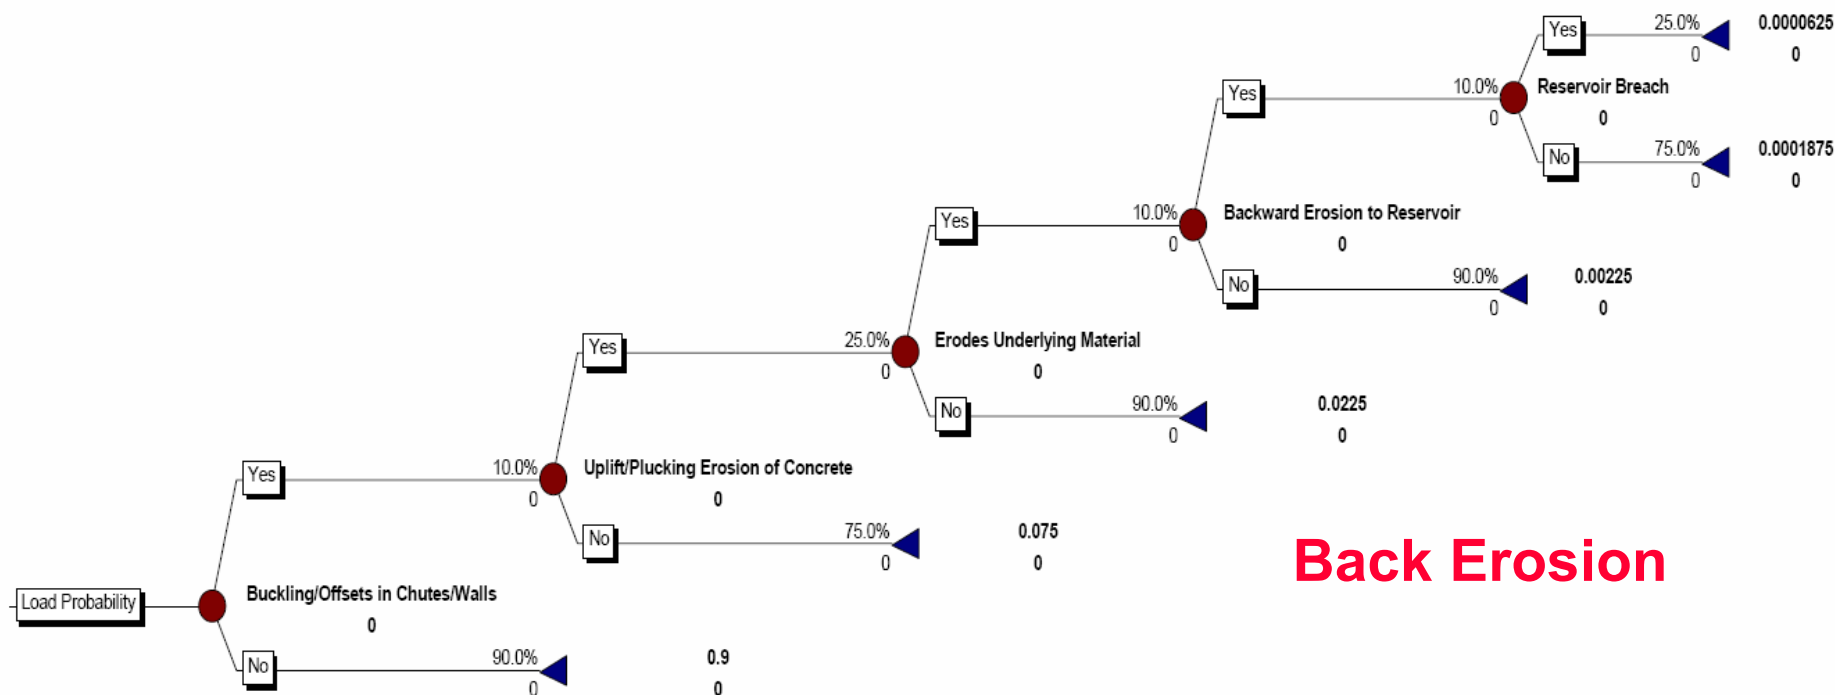 Yes 25.0% 0.0000625
0 0
10.0% Reservoir Breach
Yes
0 0
No 75.0% 0.0001875
0 0
10.0% Backward Erosion to Reservoir
Yes
0 0
No 90.0% 0.00225
0 0
25.0% Erodes Underlying Material
Yes
0 0
No 90.0% 0.0225
0 0
10.0% Uplift/Plucking Erosion of Concrete
Yes
0 0
No 75.0% 0.075
0 0
Back Erosion
Load Probability
Buckling/Offsets in Chutes/Walls
0
No 90.0% 0.9
0 0